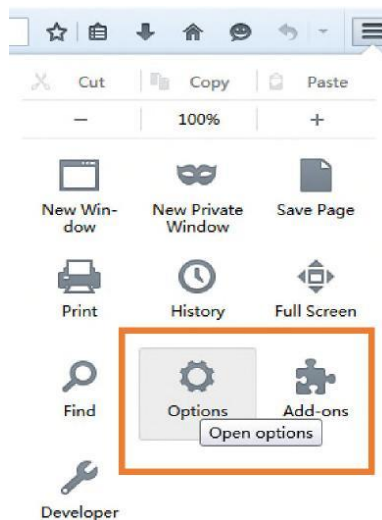 Cut Copy Paste
− 100% +
New Win-
dow
New Private
Window
Save Page
Print History Full Screen
Find Options Add-ons
Open options
Developer